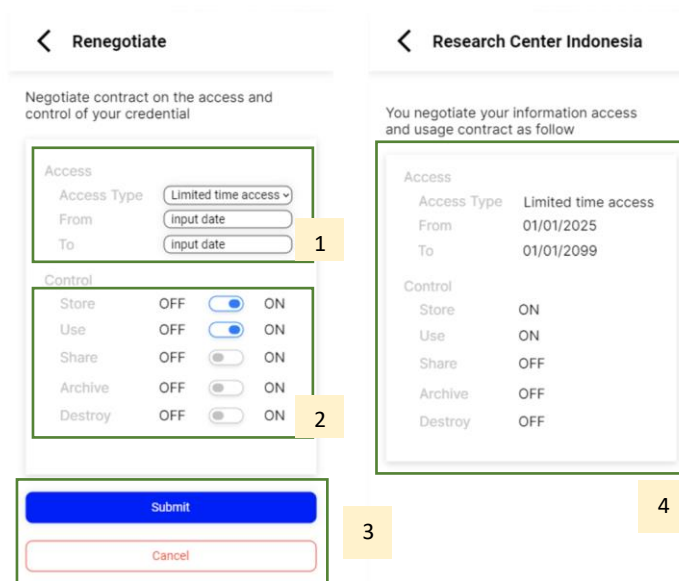 Renegotiate
Negotiate contract on the access and
control of your credential
Access
Access Type Limited time access
From input date
To input date
1
Control
Store OFF ON
Use OFF ON
Share OFF ON
Archive OFF ON
Destroy OFF ON
2
Submit
Cancel
3
Research Center Indonesia
You negotiate your information access
and usage contract as follow
Access
Access Type Limited time access
From 01/01/2025
To 01/01/2099
Control
Store ON
Use ON
Share OFF
Archive OFF
Destroy OFF
4